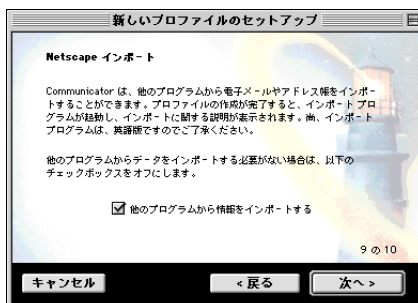 新しいプロファイルのセットアップ
Netscape インポート
Communicator は、他のプログラムから電子メールやアドレス帳をインポー
トすることができます。プロファイルの作成が完了すると、インポート プロ
グラムが起動し、インポートに関する説明が表示されます。尚、インポート
プログラムは、英語版ですのでご了承ください。
他のプログラムからデータをインポートする必要がない場合は、以下の
チェックボックスをオフにします。
他のプログラムから情報をインポートする
9 の 10
キャンセル
< 戻る
次へ >